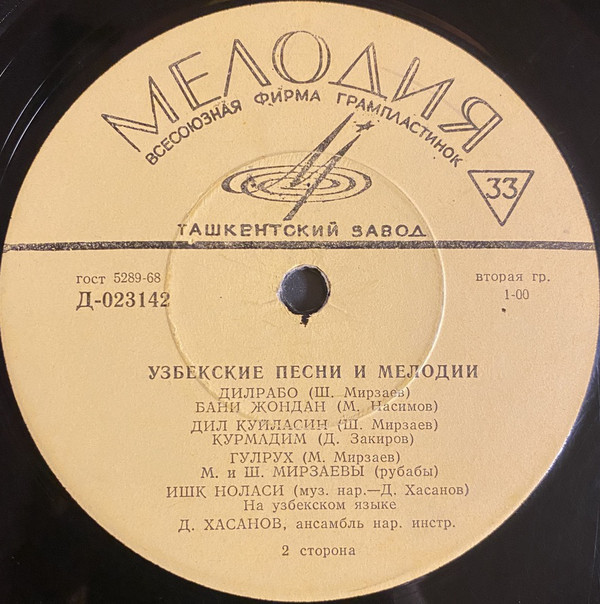 МЕЛОДИЯ
ВСЕСОЮЗНАЯ ФИРМА ГРАМПЛАСТИНОК
33
ТАШКЕНТСКИЙ ЗАВОД
гост 5289-68
Д-023142
вторая гр.
1-00
УЗБЕКСКИЕ ПЕСНИ И МЕЛОДИИ
ДИЛРАБО (Ш. Мирзаев)
БАНИ ЖОНДАН (М. Насимов)
ДИЛ ҚУЙЛАСИН (Ш. Мирзаев)
ҚУРМАДИМ (Д. Закиров)
ГУЛРУХ (М. Мирзаев)
М. и Ш. МИРЗАЕВЫ (рубабы)
ИШҚ НОЛАСИ (муз. нар.—Д. Хасанов)
На узбекском языке
Д. ХАСАНОВ, ансамбль нар. инстр.
2 сторона